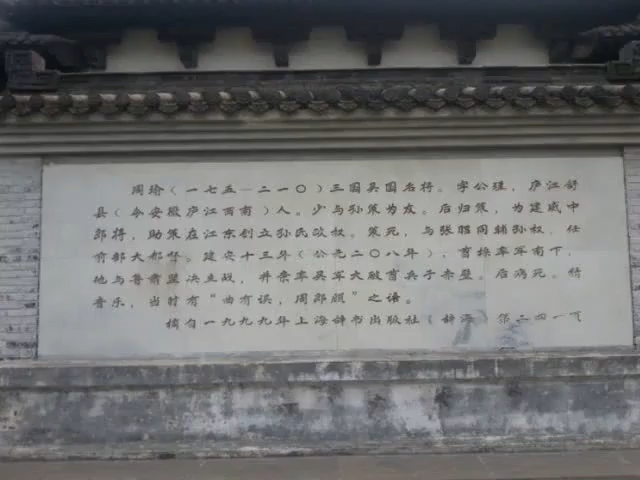 周瑜（一七五—二一〇）三国吴国名将。字公瑾，庐江舒
县（今安徽庐江西南）人。少与孙策为友。后归策，为建威中
郎将，助策在江东创立孙氏政权。策死，与张昭同辅孙权，任
前部大都督。建安十三年（公元二〇八年），曹操率军南下，
他与鲁肃坚决主战，并亲率吴军大破曹兵于赤壁。后病死。精
音乐，当时有“曲有误，周郎顾”之语。
摘自一九九九年上海辞书出版社《辞海》第二四一页